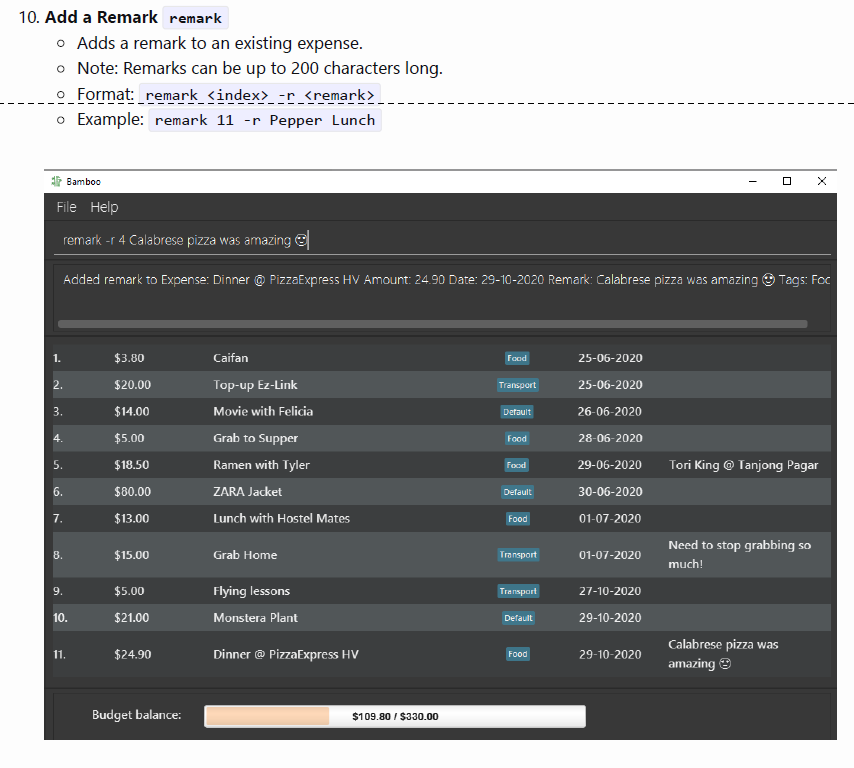 10. Add a Remark remark
Adds a remark to an existing expense.
Note: Remarks can be up to 200 characters long.
Format: remark <index> -r <remark>
Example: remark 11 -r Pepper Lunch
Bamboo
File Help
remark -r 4 Calabrese pizza was amazing 🙂
Added remark to Expense: Dinner @ PizzaExpress HV Amount: 24.90 Date: 29-10-2020 Remark: Calabrese pizza was amazing 🙂 Tags: Foo
1. $3.80 Caifan Food 25-06-2020
2. $20.00 Top-up Ez-Link Transport 25-06-2020
3. $14.00 Movie with Felicia Default 26-06-2020
4. $5.00 Grab to Supper Food 28-06-2020
5. $18.50 Ramen with Tyler Food 29-06-2020 Tori King @ Tanjong Pagar
6. $80.00 ZARA Jacket Default 30-06-2020
7. $13.00 Lunch with Hostel Mates Food 01-07-2020
8. $15.00 Grab Home Transport 01-07-2020 Need to stop grabbing so
much!
9. $5.00 Flying lessons Transport 27-10-2020
10. $21.00 Monstera Plant Default 29-10-2020
11. $24.90 Dinner @ PizzaExpress HV Food 29-10-2020 Calabrese pizza was
amazing 🙂
Budget balance: $109.80 / $330.00